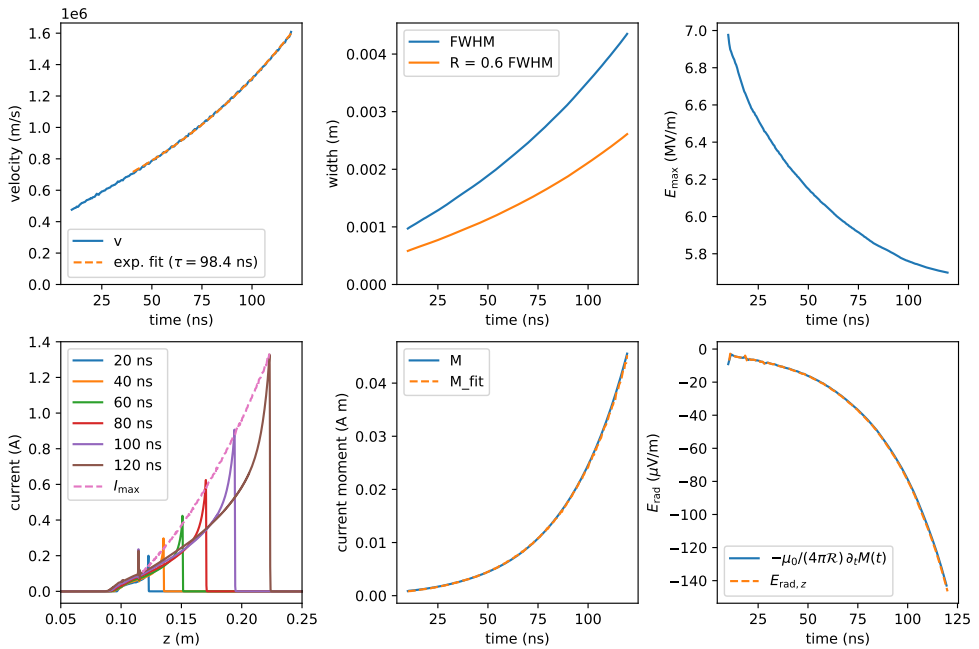 1e6
velocity (m/s)
1.6
1.4
1.2
1.0
0.8
0.6
0.4
0.2
0.0
v
exp. fit (τ = 98.4 ns)
25
50
75
100
time (ns)
width (m)
0.004
0.003
0.002
0.001
0.000
FWHM
R = 0.6 FWHM
25
50
75
100
time (ns)
E_max (MV/m)
7.0
6.8
6.6
6.4
6.2
6.0
5.8
25
50
75
100
time (ns)
current (A)
1.4
1.2
1.0
0.8
0.6
0.4
0.2
0.0
20 ns
40 ns
60 ns
80 ns
100 ns
120 ns
I_max
0.05
0.10
0.15
0.20
0.25
z (m)
current moment (A m)
0.04
0.03
0.02
0.01
0.00
M
M_fit
25
50
75
100
time (ns)
E_rad (μV/m)
0
−20
−40
−60
−80
−100
−120
−140
−μ₀/(4πℛ) ∂ₜM(t)
E_rad, z
25
50
75
100
125
time (ns)